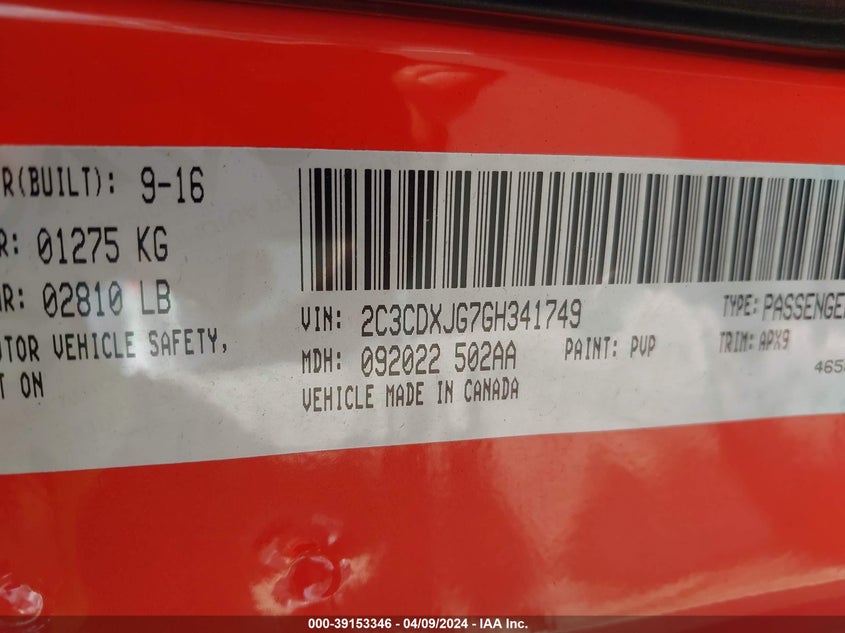 R(BUILT): 9-16
R: 01275 KG
R: 02810 LB
TOR VEHICLE SAFETY,
T ON
VIN: 2C3CDXJG7GH341749
MDH: 092022 502AA
PAINT: PVP
VEHICLE MADE IN CANADA
TYPE: PASSENGE
TRIM: APX9
465
000-39153346 - 04/09/2024 - IAA Inc.